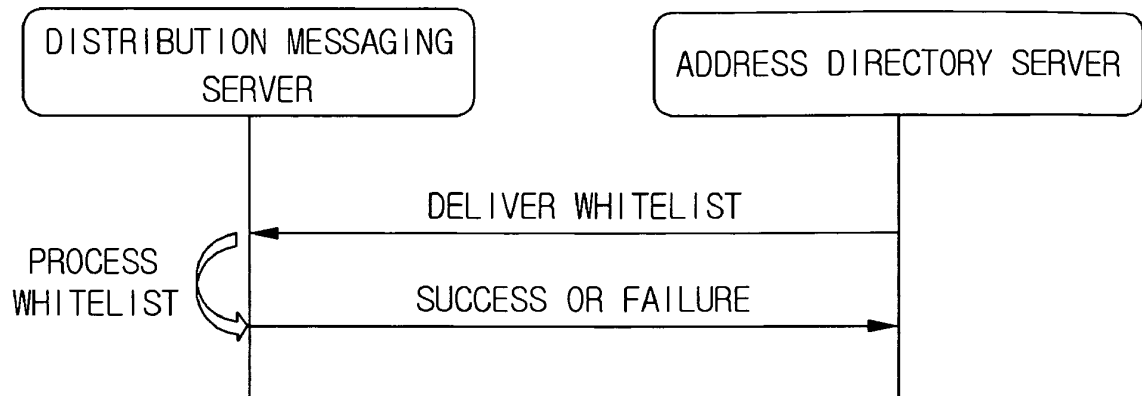 DISTRIBUTION MESSAGING
SERVER
ADDRESS DIRECTORY SERVER
DELIVER WHITELIST
PROCESS
WHITELIST
SUCCESS OR FAILURE